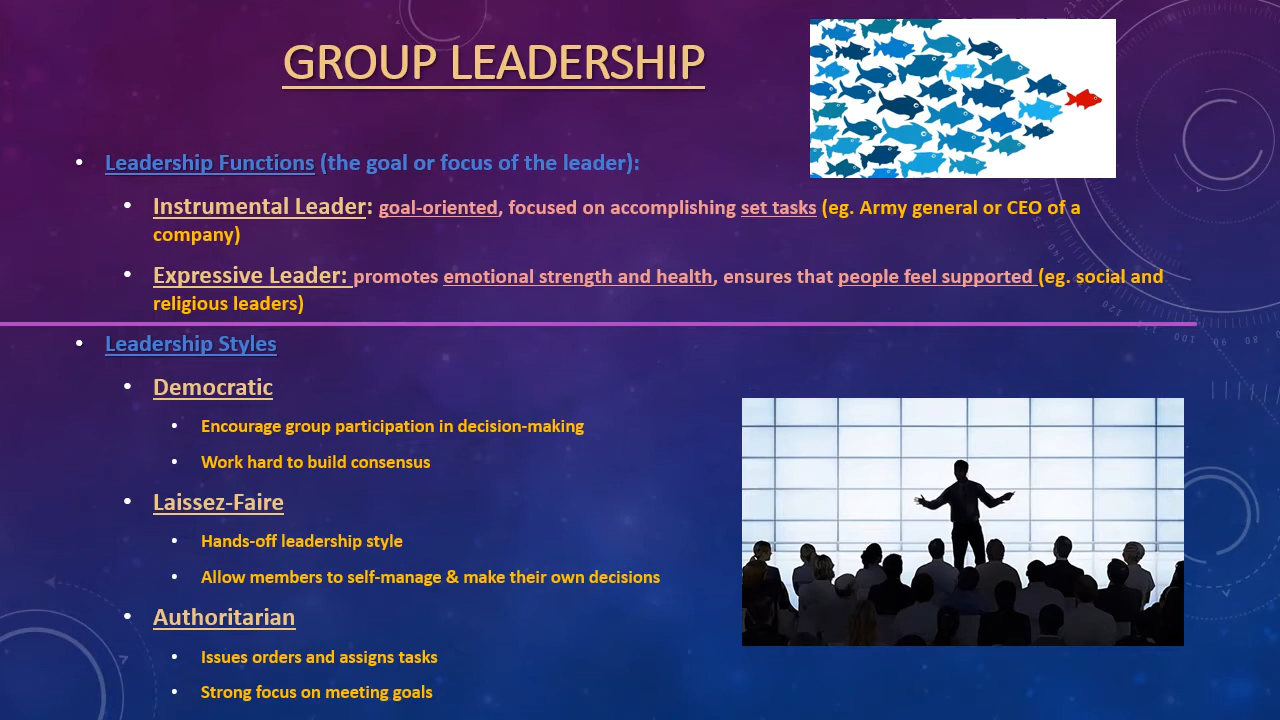 GROUP LEADERSHIP
• Leadership Functions (the goal or focus of the leader):
• Instrumental Leader: goal-oriented, focused on accomplishing set tasks (eg. Army general or CEO of a
company)
• Expressive Leader: promotes emotional strength and health, ensures that people feel supported (eg. social and
religious leaders)
• Leadership Styles
• Democratic
• Encourage group participation in decision-making
• Work hard to build consensus
• Laissez-Faire
• Hands-off leadership style
• Allow members to self-manage & make their own decisions
• Authoritarian
• Issues orders and assigns tasks
• Strong focus on meeting goals